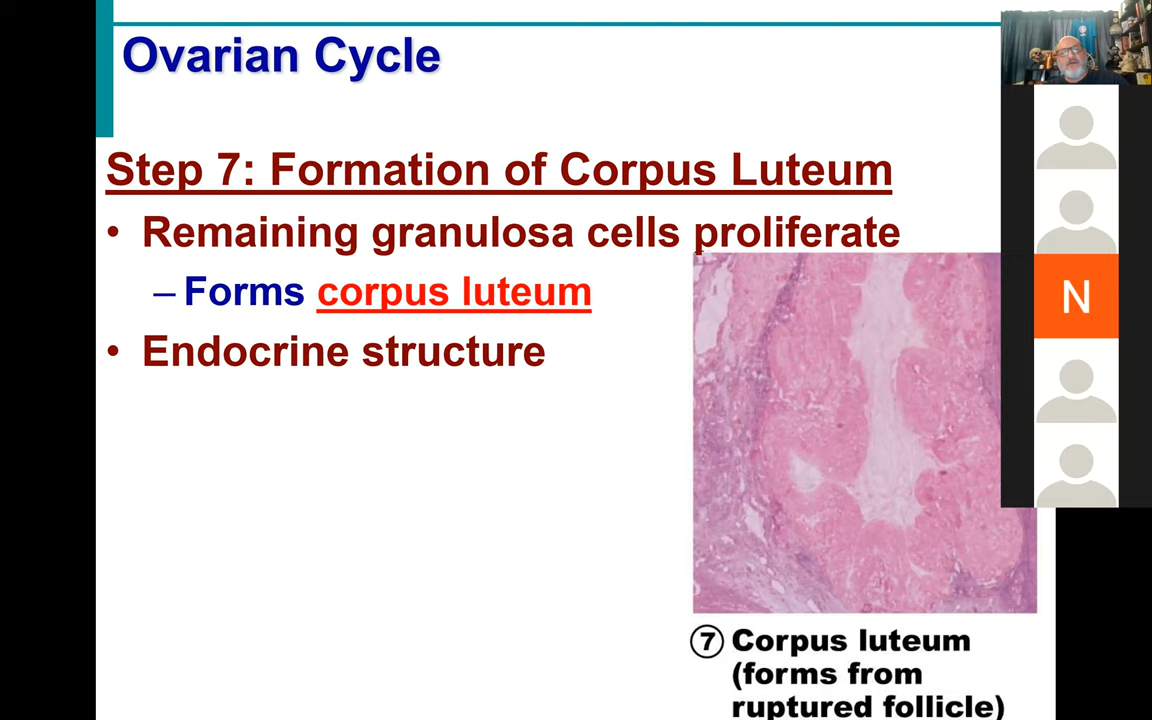 Ovarian Cycle
Step 7: Formation of Corpus Luteum
• Remaining granulosa cells proliferate
– Forms corpus luteum
• Endocrine structure
N
7 Corpus luteum
(forms from
ruptured follicle)